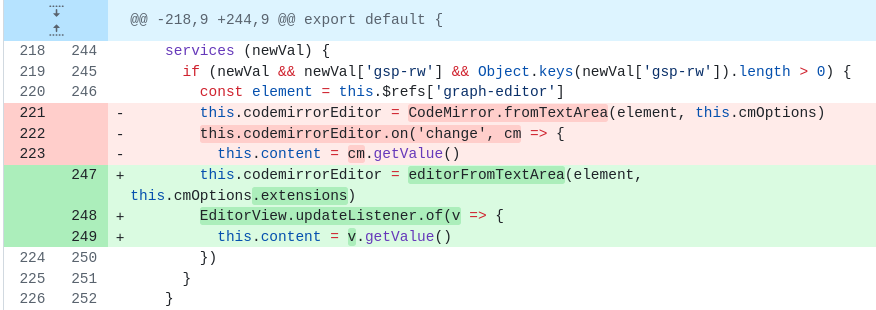 @@ -218,9 +244,9 @@ export default {
218 244 services (newVal) {
219 245 if (newVal && newVal['gsp-rw'] && Object.keys(newVal['gsp-rw']).length > 0) {
220 246 const element = this.$refs['graph-editor']
221 - this.codemirrorEditor = CodeMirror.fromTextArea(element, this.cmOptions)
222 - this.codemirrorEditor.on('change', cm => {
223 - this.content = cm.getValue()
247 + this.codemirrorEditor = editorFromTextArea(element,
this.cmOptions.extensions)
248 + EditorView.updateListener.of(v => {
249 + this.content = v.getValue()
224 250 })
225 251 }
226 252 }